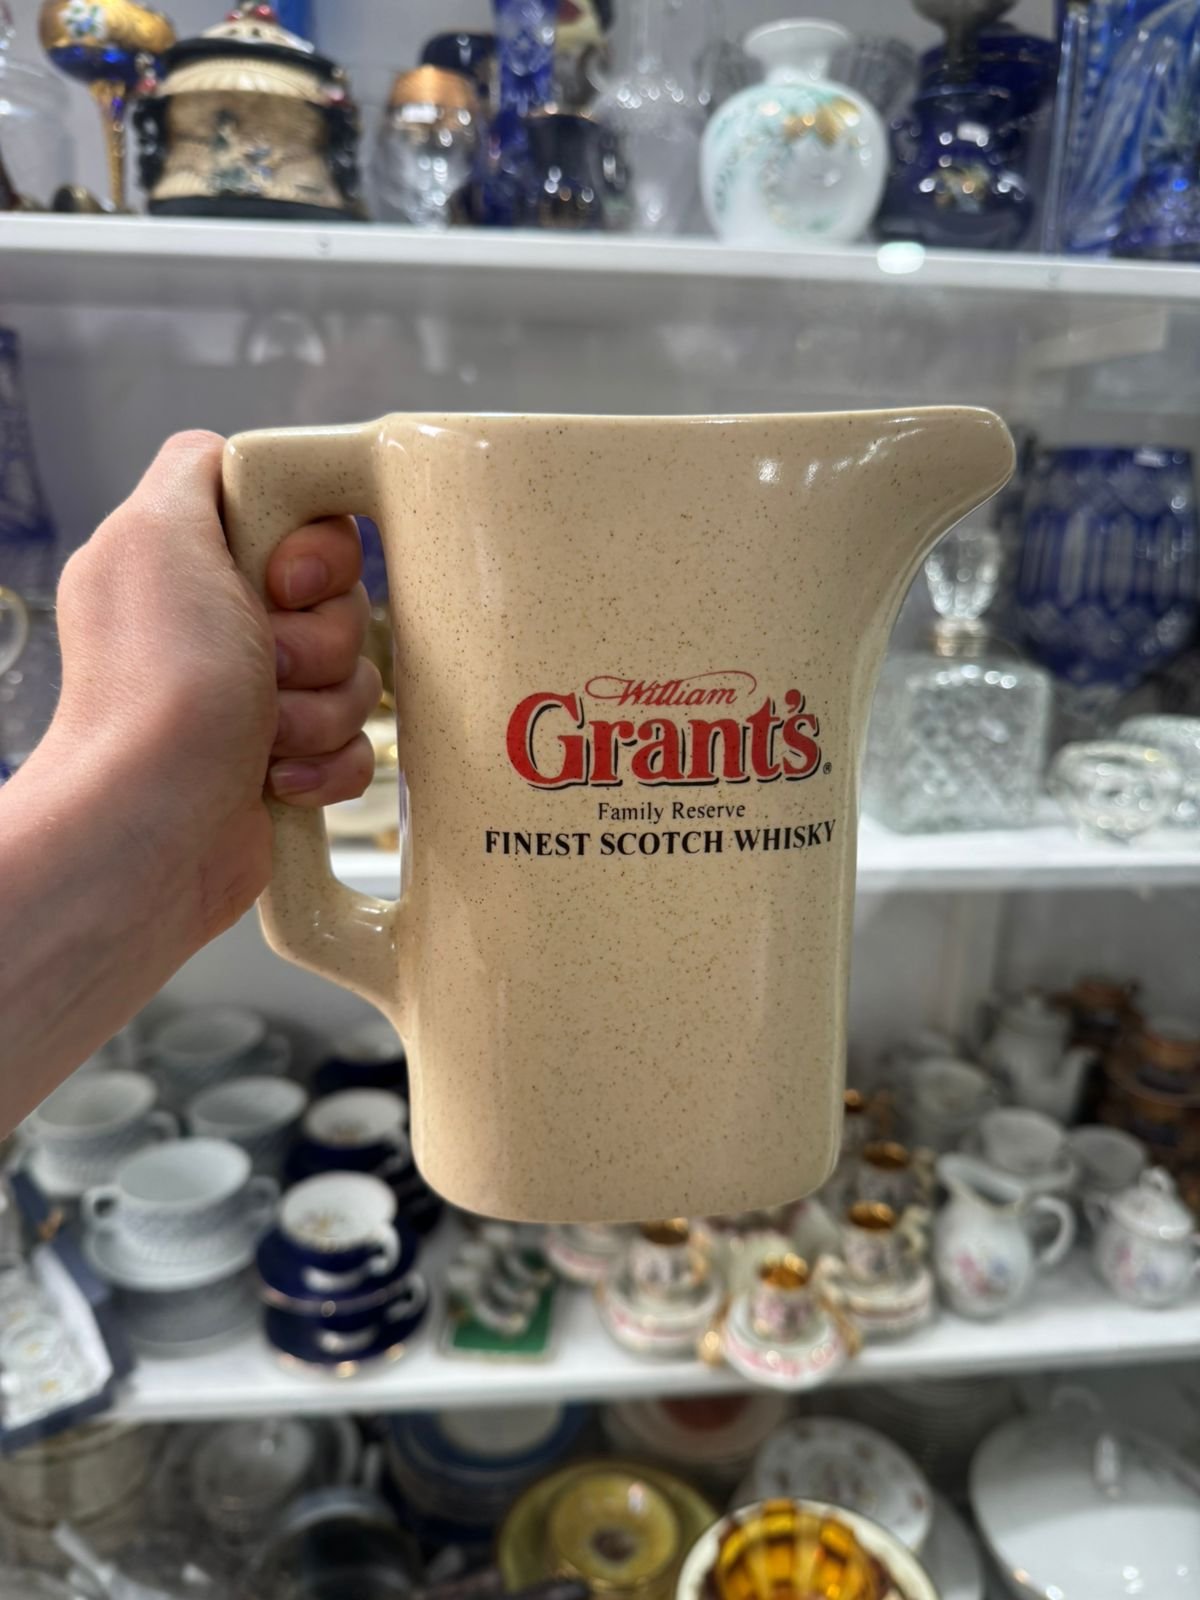 William
Grant's®
Family Reserve
FINEST SCOTCH WHISKY